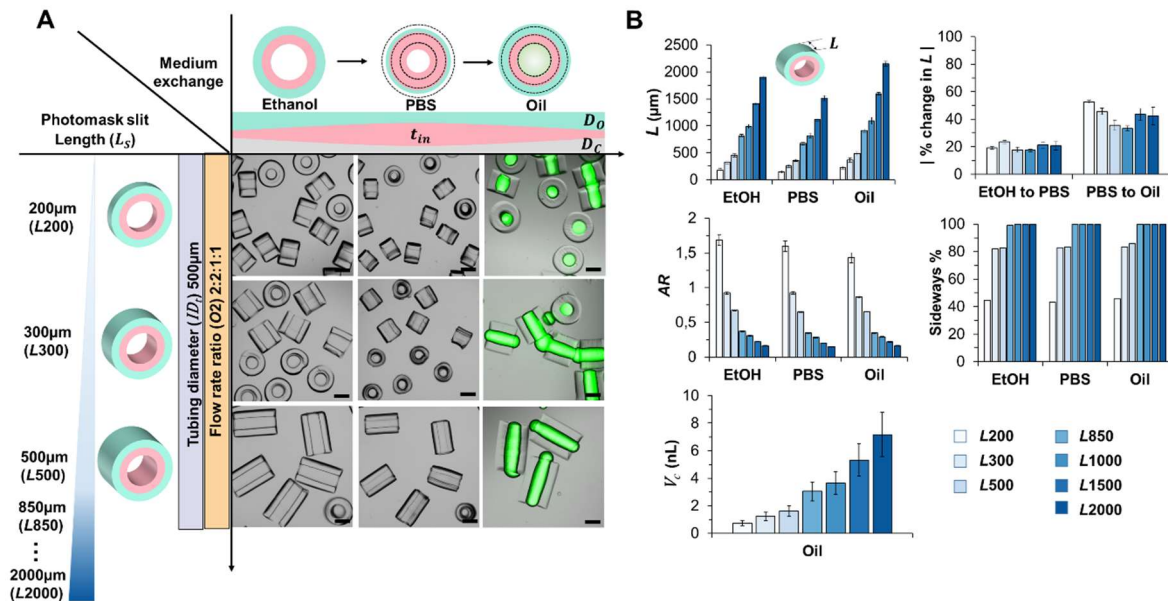 A
Medium
exchange
Photomask slit
Length (L_S)
Ethanol
PBS
Oil
D_O
t_in
D_C
200µm
(L200)
300µm
(L300)
500µm
(L500)
850µm
(L850)
2000µm
(L2000)
Tubing diameter (ID_t) 500µm
Flow rate ratio (O2) 2:2:1:1
B
L
L (µm)
2500
2000
1500
1000
500
0
EtOH
PBS
Oil
| % change in L |
100
80
60
40
20
0
EtOH to PBS
PBS to Oil
AR
2
1.5
1
0,5
0
EtOH
PBS
Oil
Sideways %
100
80
60
40
20
0
EtOH
PBS
Oil
V_c (nL)
10
8
6
4
2
0
Oil
L200
L300
L500
L850
L1000
L1500
L2000